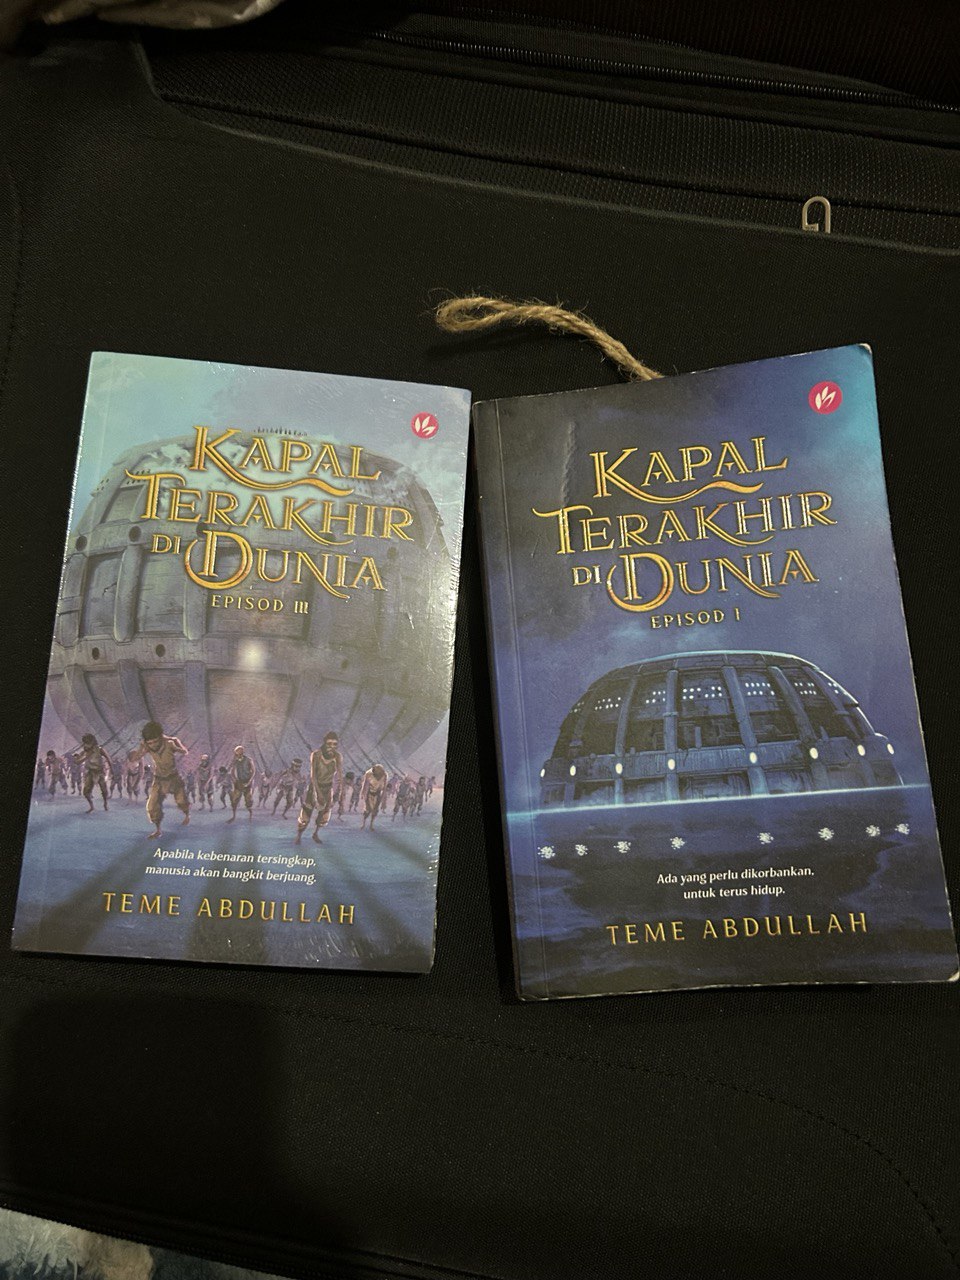 KAPAL
TERAKHIR
DI DUNIA
EPISOD III
Apabila kebenaran tersingkap,
manusia akan bangkit berjuang.
TEME ABDULLAH
KAPAL
TERAKHIR
DI DUNIA
EPISOD I
Ada yang perlu dikorbankan,
untuk terus hidup.
TEME ABDULLAH